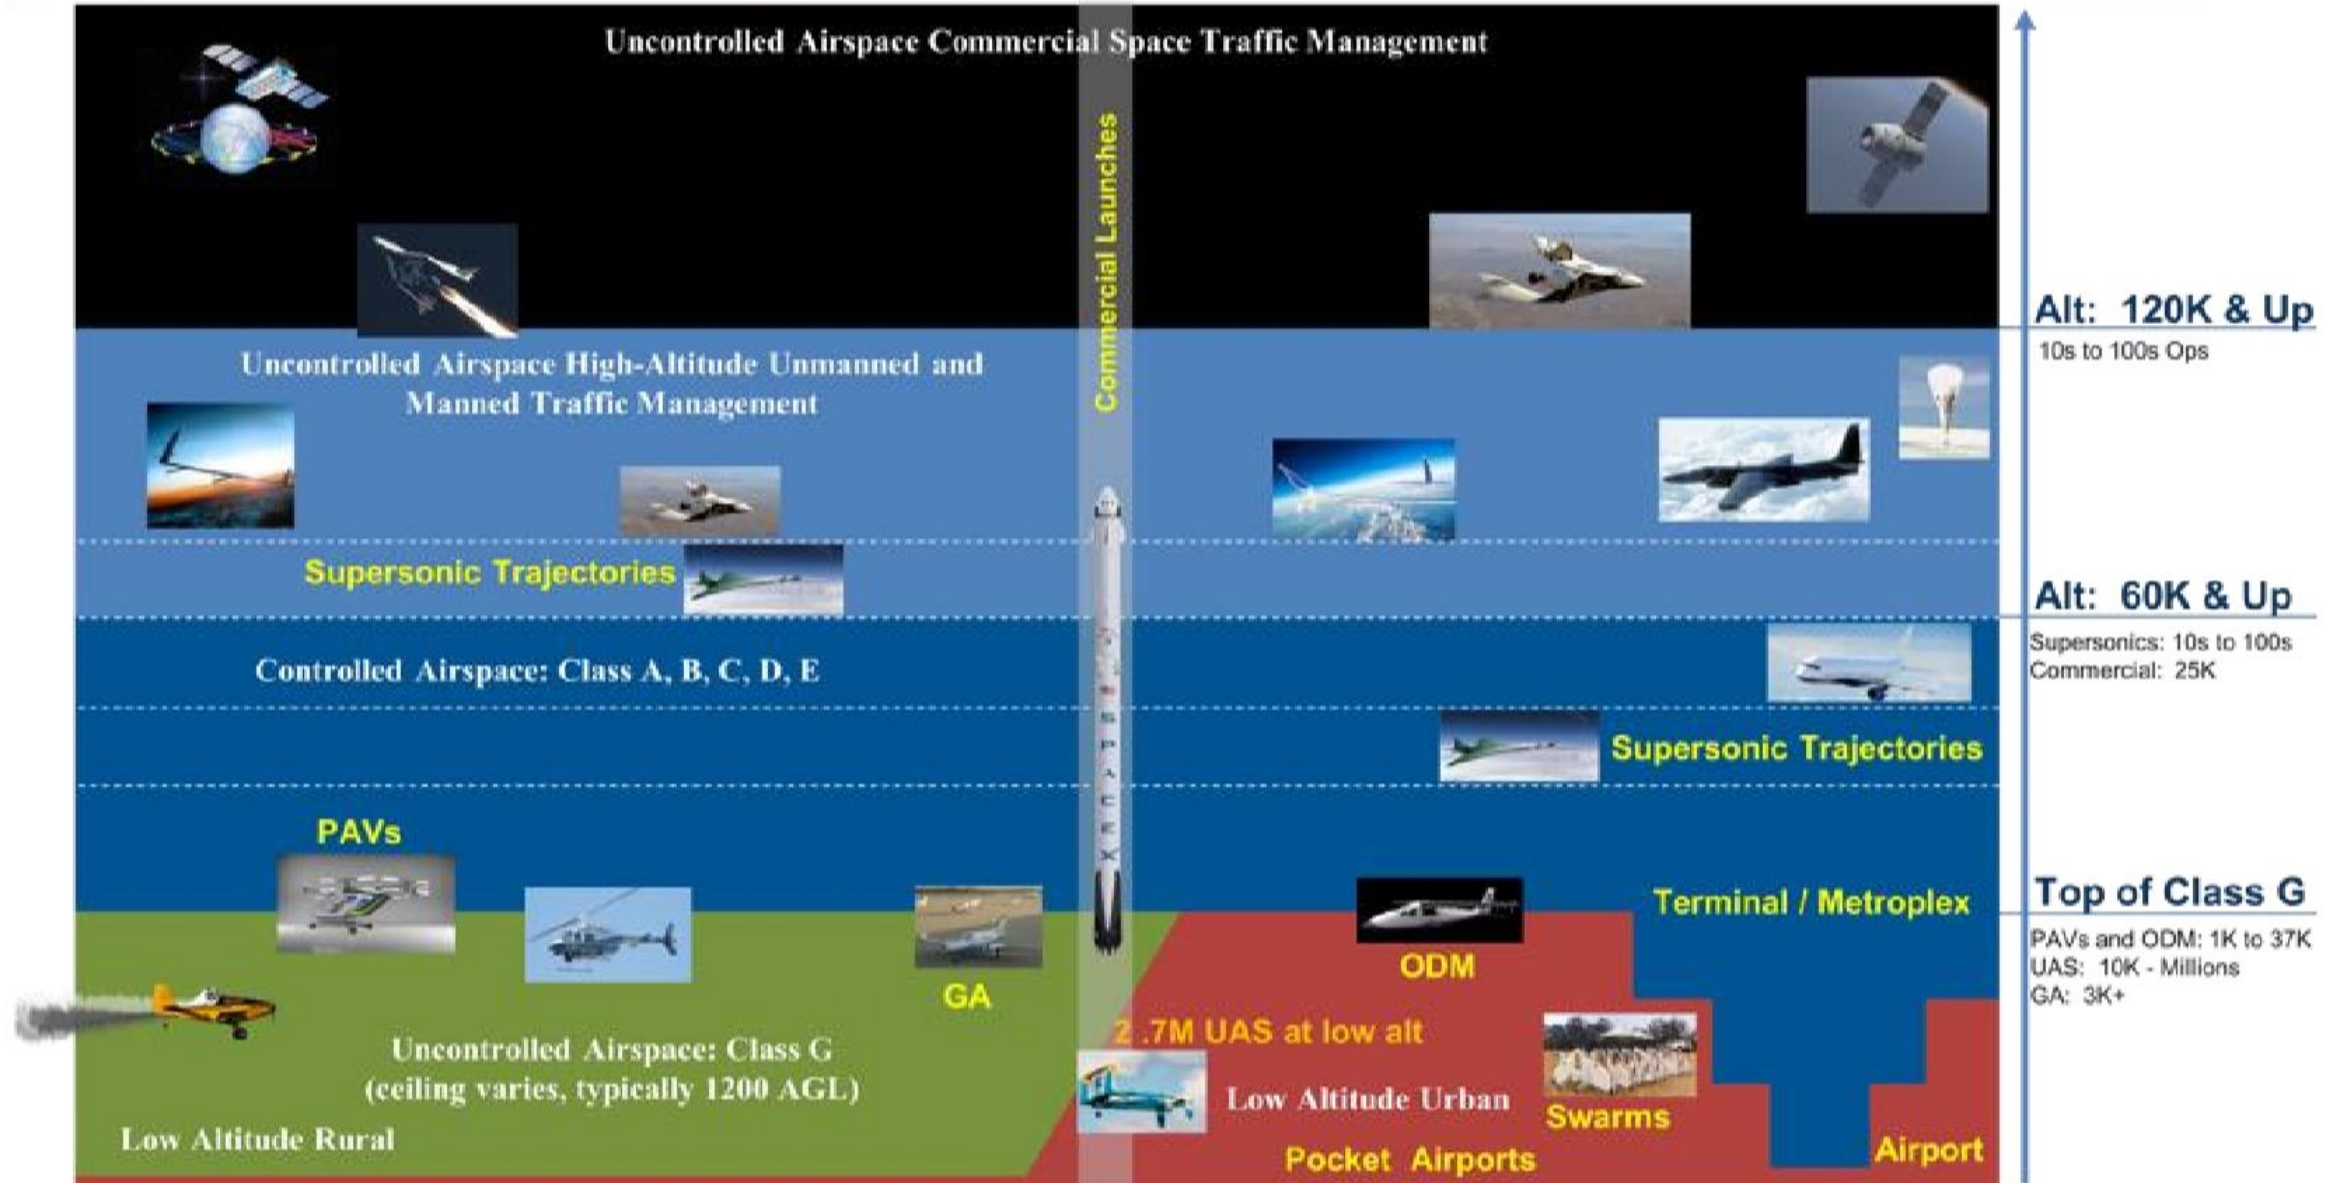 Uncontrolled Airspace Commercial Space Traffic Management
Commercial Launches
Alt: 120K & Up
10s to 100s Ops
Uncontrolled Airspace High-Altitude Unmanned and
Manned Traffic Management
Supersonic Trajectories
Alt: 60K & Up
Supersonics: 10s to 100s
Commercial: 25K
Controlled Airspace: Class A, B, C, D, E
Supersonic Trajectories
SPACEX
PAVs
Terminal / Metroplex
Top of Class G
PAVs and ODM: 1K to 37K
UAS: 10K - Millions
GA: 3K+
ODM
GA
2.7M UAS at low alt
Uncontrolled Airspace: Class G
(ceiling varies, typically 1200 AGL)
Low Altitude Urban
Swarms
Low Altitude Rural
Pocket Airports
Airport